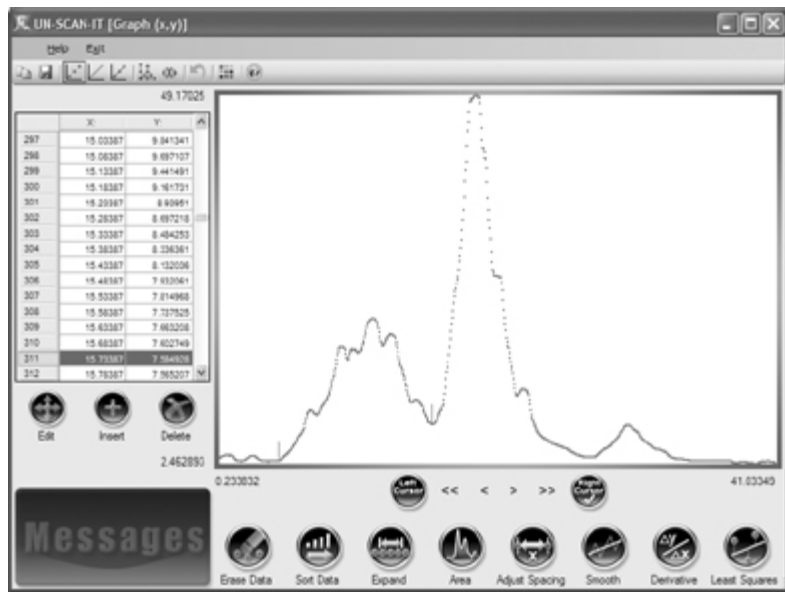 UN-SCAN-IT [Graph (x,y)]
Help Exit
49.17025
X: Y:
297 15.03387 9.841341
298 15.08387 9.697107
299 15.13387 9.441491
300 15.18387 9.161731
301 15.23387 8.90951
302 15.28387 8.697218
303 15.33387 8.484253
304 15.38387 8.336361
305 15.43387 8.132036
306 15.48387 7.932061
307 15.53387 7.814968
308 15.58387 7.737525
309 15.63387 7.663208
310 15.68387 7.602749
311 15.73387 7.584928
312 15.78387 7.565207
Edit Insert Delete
2.462893
0.233832
Left Cursor << < > >> Right Cursor
41.03349
Messages
Erase Data Sort Data Expand Area Adjust Spacing Smooth Derivative Least Squares